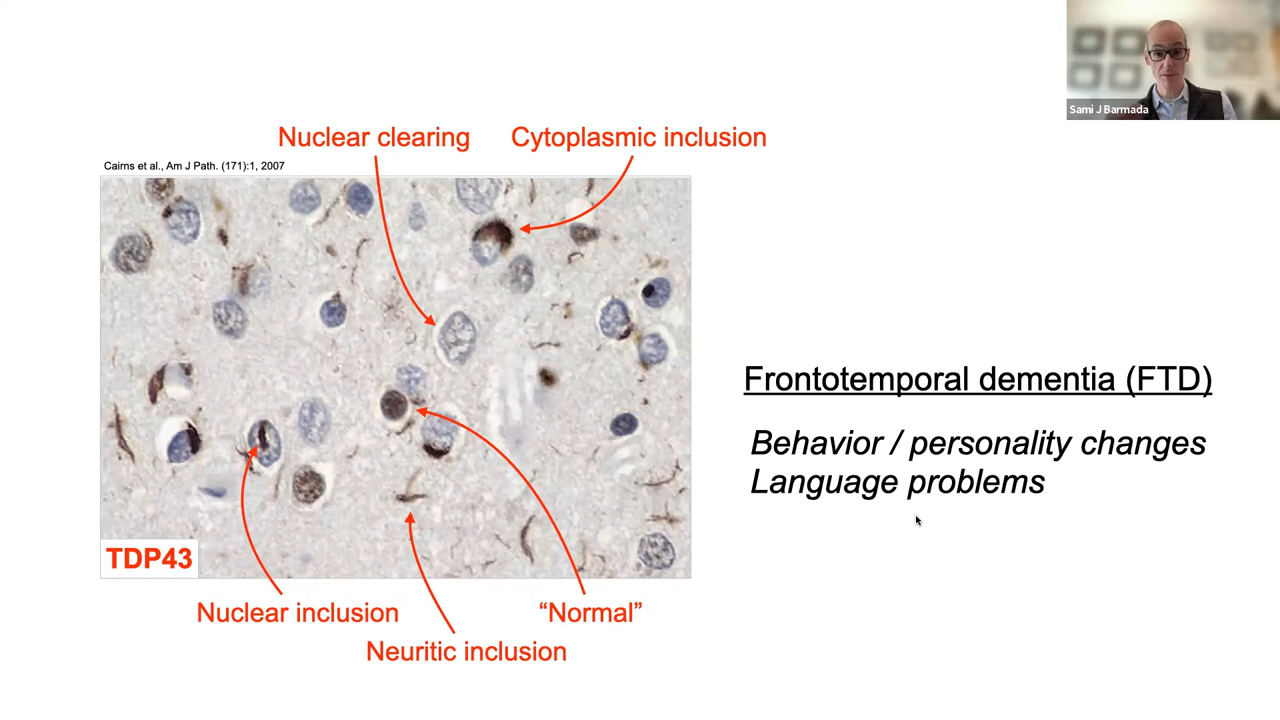 Sami J Barmada
Nuclear clearing
Cytoplasmic inclusion
Cairns et al., Am J Path. (171):1, 2007
TDP43
Nuclear inclusion
"Normal"
Neuritic inclusion
Frontotemporal dementia (FTD)
Behavior / personality changes
Language problems